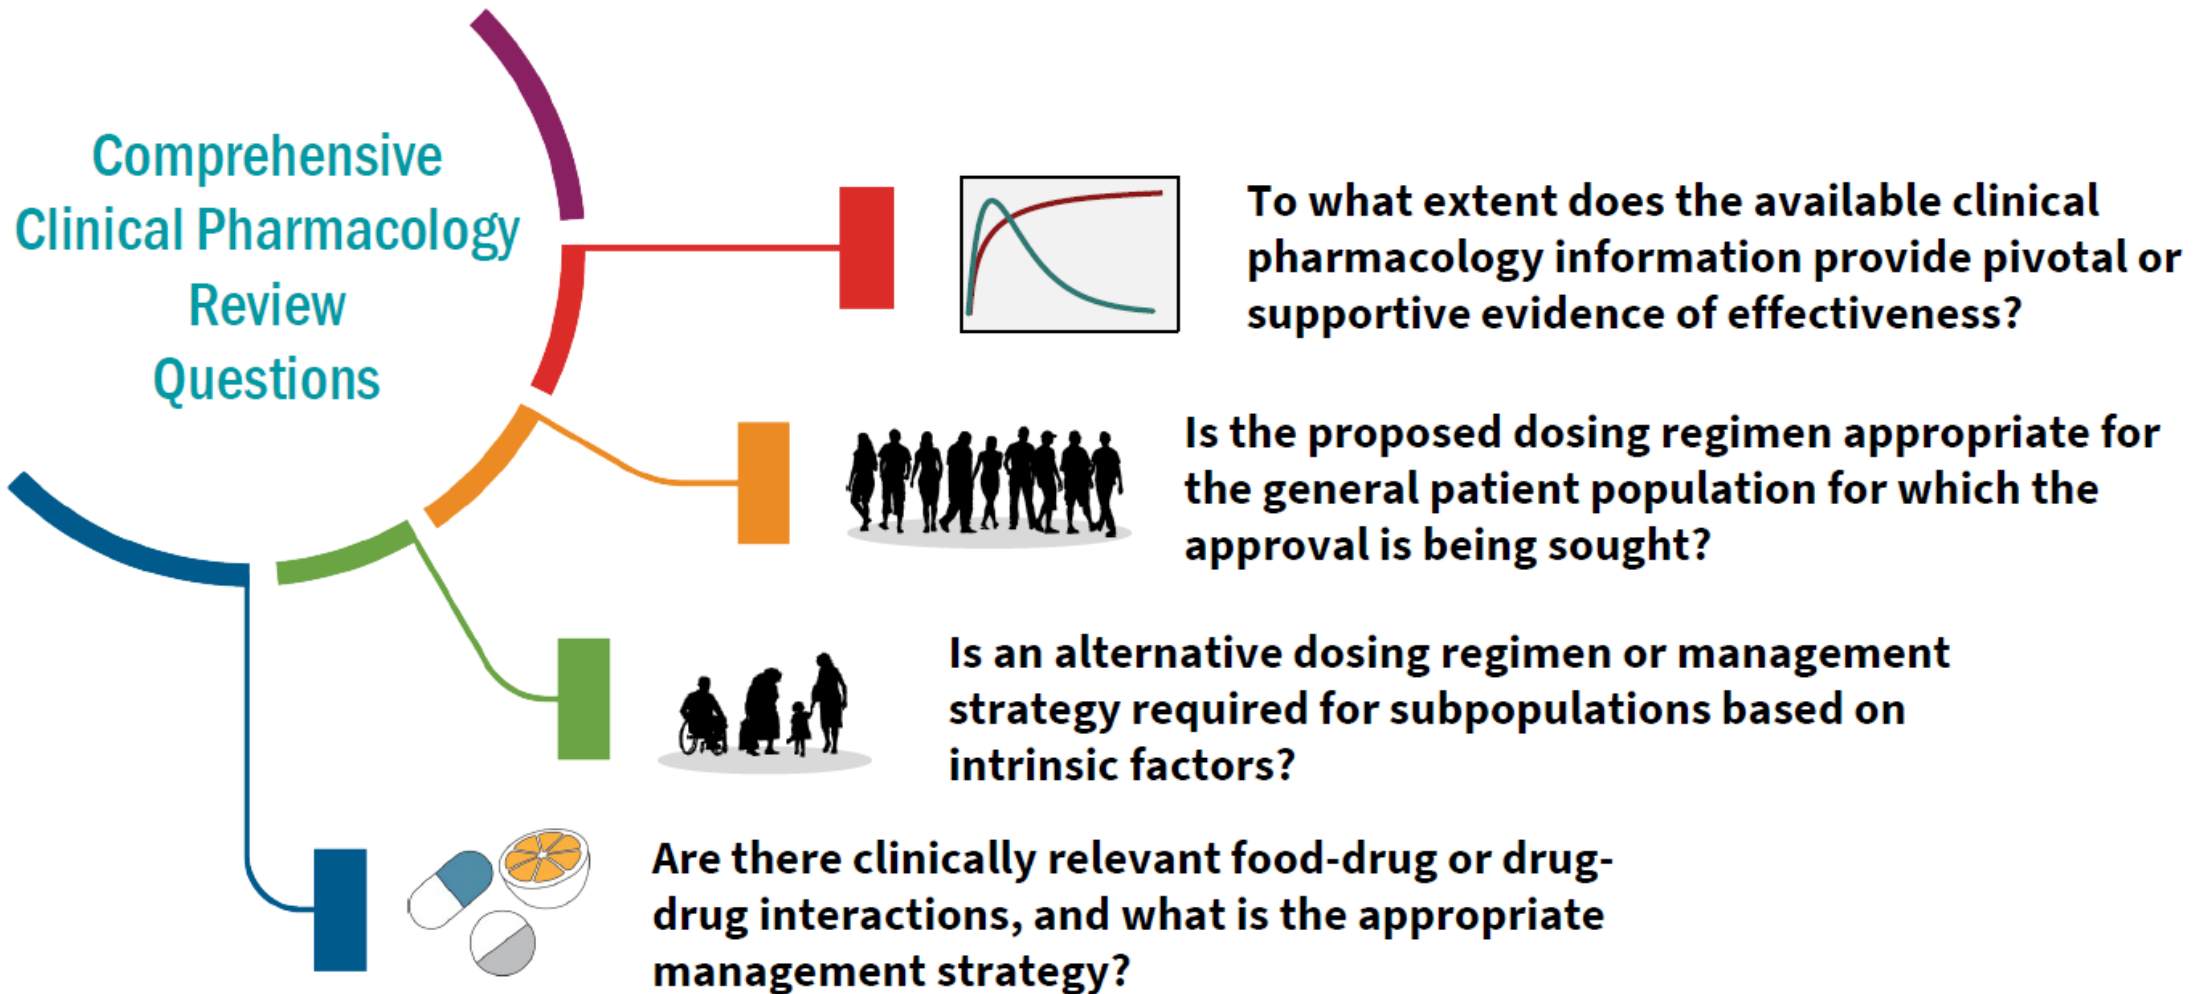 Comprehensive
Clinical Pharmacology
Review
Questions
To what extent does the available clinical
pharmacology information provide pivotal or
supportive evidence of effectiveness?
Is the proposed dosing regimen appropriate for
the general patient population for which the
approval is being sought?
Is an alternative dosing regimen or management
strategy required for subpopulations based on
intrinsic factors?
Are there clinically relevant food-drug or drug-
drug interactions, and what is the appropriate
management strategy?